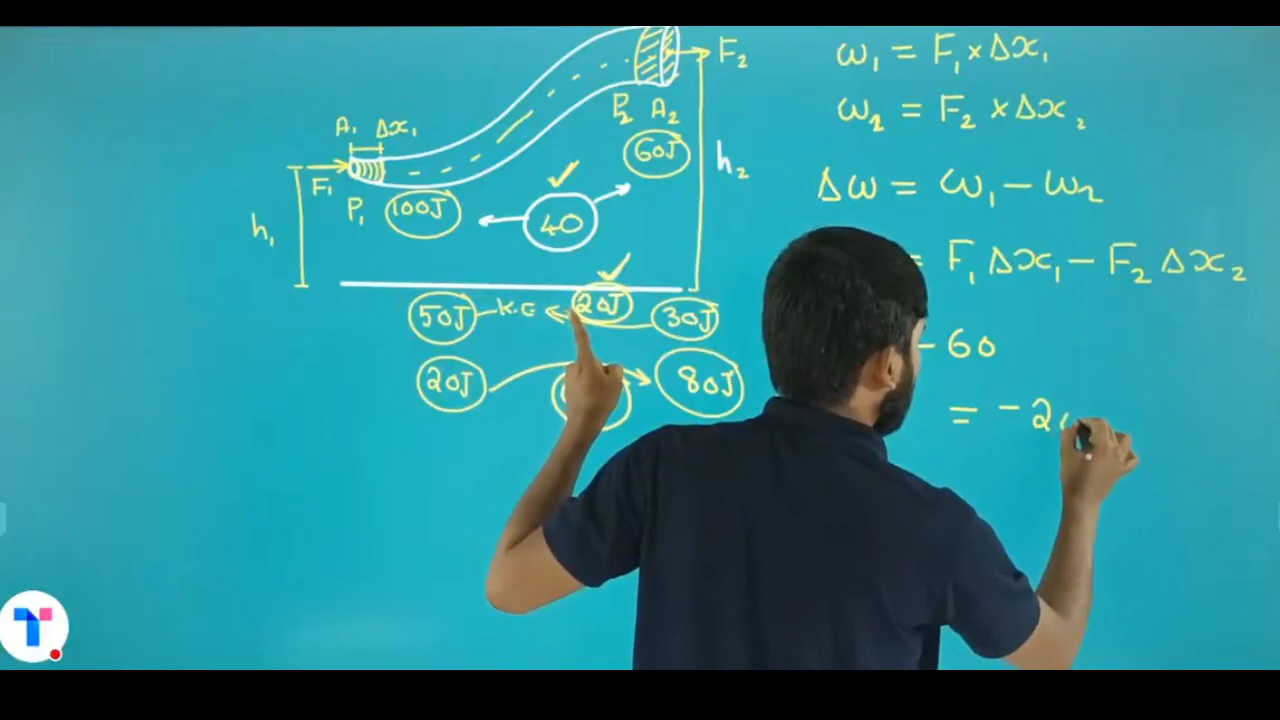 F₂
ω₁ = F₁ × Δx₁
P₂ A₂
ω₂ = F₂ × Δx₂
A₁ Δx₁
60J
h₂
F₁
Δω = ω₁ − ω₂
P₁ 100J
40
h₁
= F₁ Δx₁ − F₂ Δx₂
50J K.E 20J 30J
− 60
20J 80J
= −2